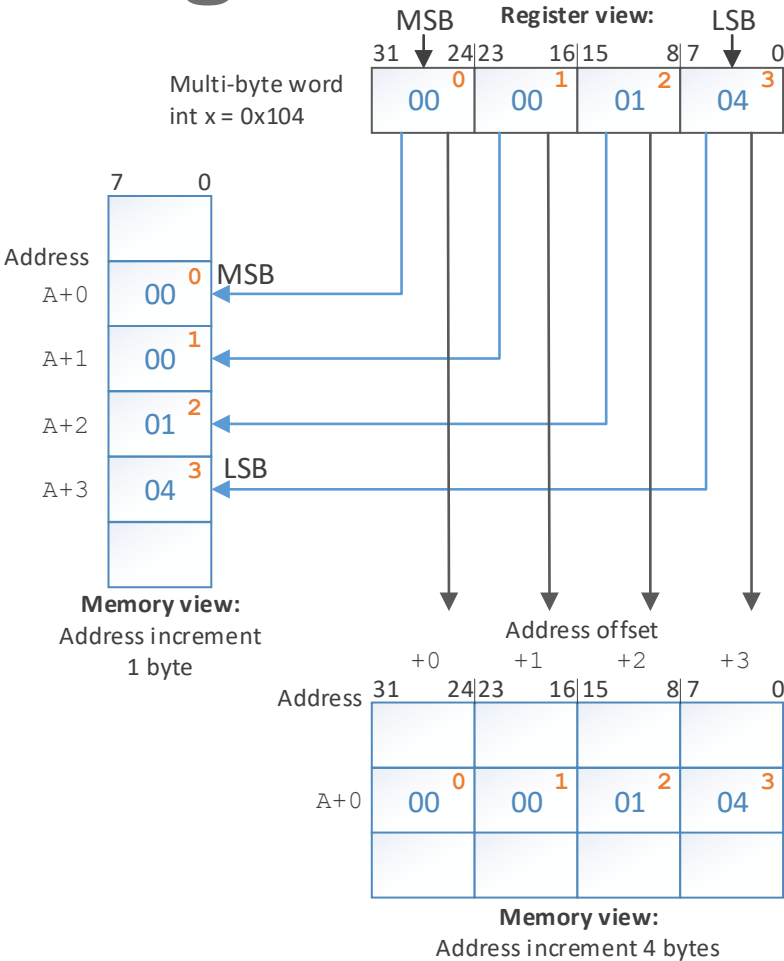 MSB Register view: LSB
31 24 23 16 15 8 7 0
Multi-byte word
int x = 0x104
00 0 00 1 01 2 04 3
7 0
Address
A+0 00 0 MSB
A+1 00 1
A+2 01 2
A+3 04 3 LSB
Memory view:
Address increment
1 byte
Address offset
+0 +1 +2 +3
Address 31 24 23 16 15 8 7 0
A+0 00 0 00 1 01 2 04 3
Memory view:
Address increment 4 bytes